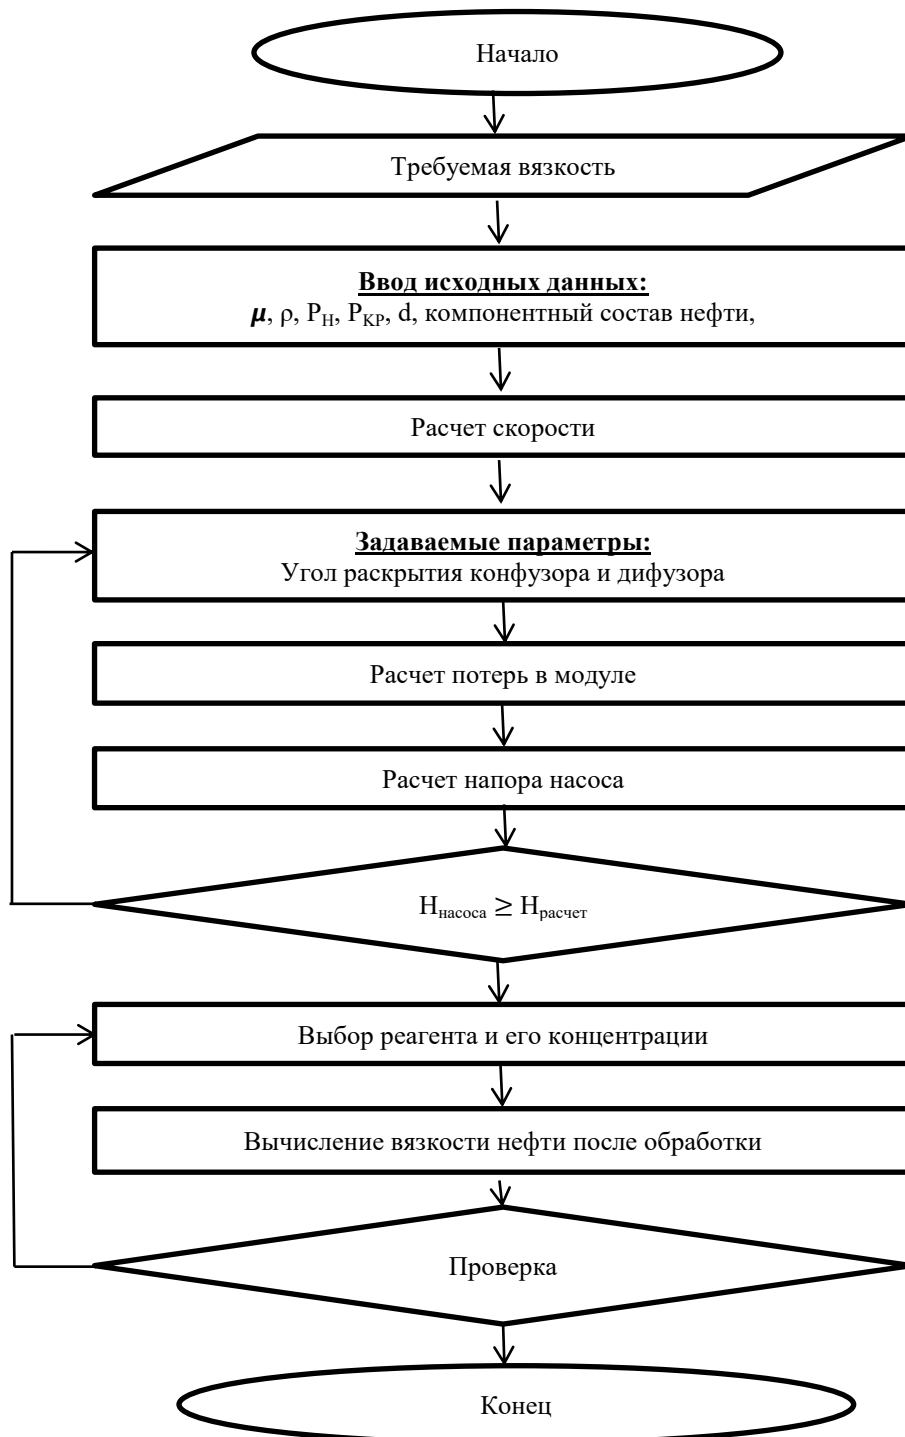 Начало
Требуемая вязкость
Ввод исходных данных:
μ, ρ, P_H, P_KP, d, компонентный состав нефти,
Расчет скорости
Задаваемые параметры:
Угол раскрытия конфузора и дифузора
Расчет потерь в модуле
Расчет напора насоса
H_насоса ≥ H_расчет
Выбор реагента и его концентрации
Вычисление вязкости нефти после обработки
Проверка
Конец